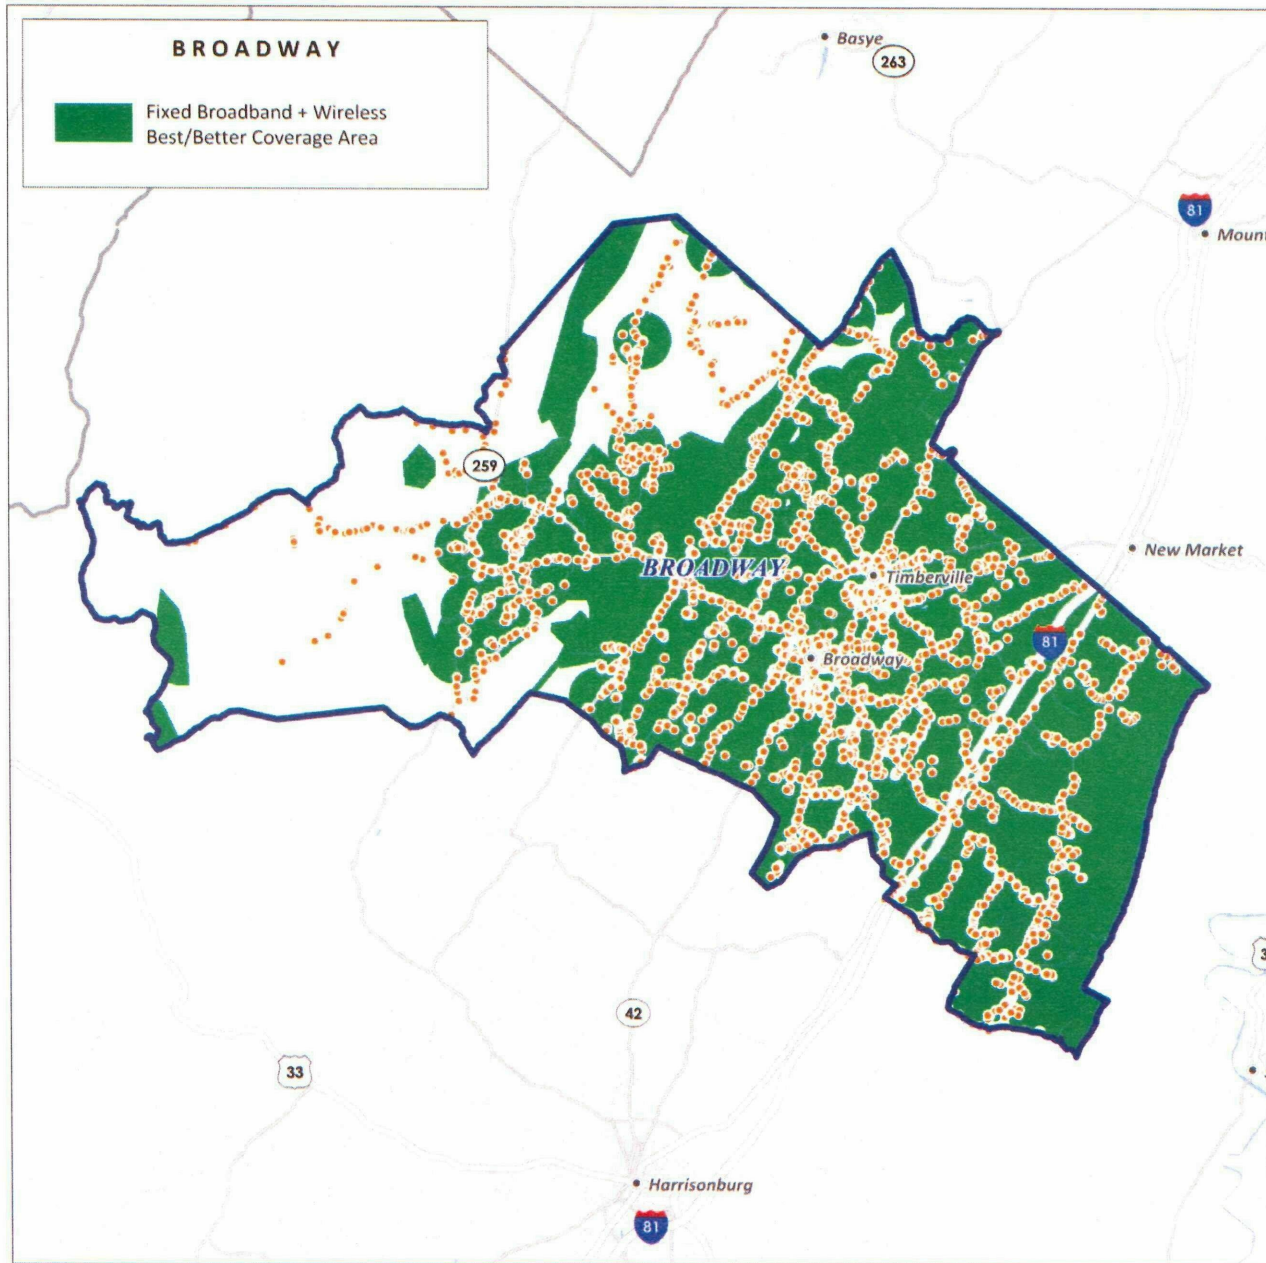 BROADWAY
Fixed Broadband + Wireless
Best/Better Coverage Area
Basye
263
81
Mount
259
New Market
BROADWAY
Timberville
81
Broadway
42
33
Harrisonburg
81